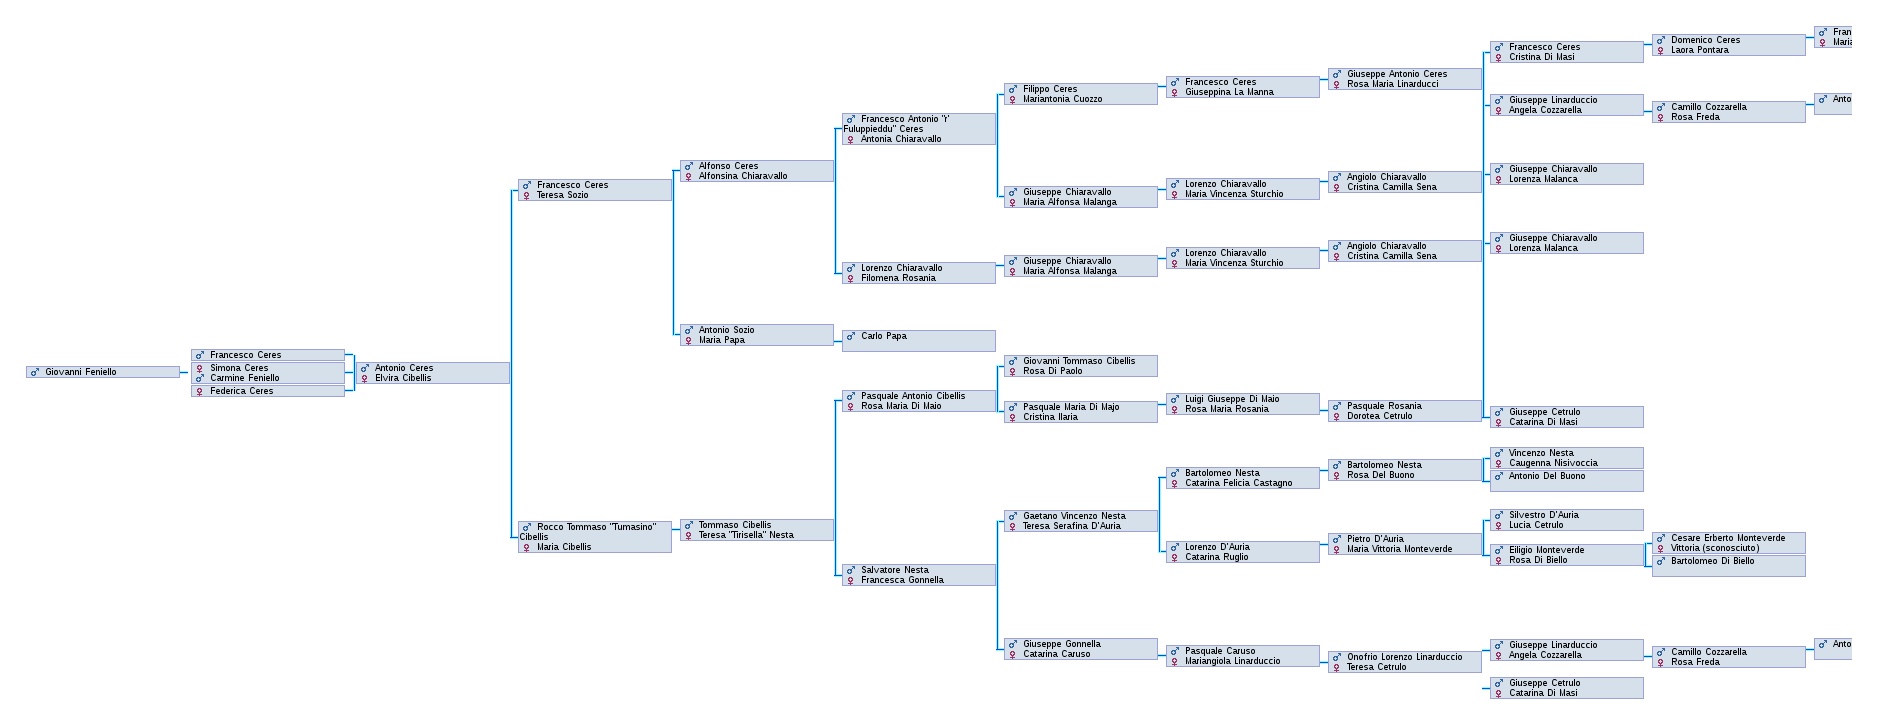 Giovanni Feniello
Francesco Ceres
Simona Ceres
Carmine Feniello
Federica Ceres
Antonio Ceres
Elvira Cibellis
Francesco Ceres
Teresa Sozio
Rocco Tommaso "Tumasino"
Cibellis
Maria Cibellis
Alfonso Ceres
Alfonsina Chiaravallo
Antonio Sozio
Maria Papa
Tommaso Cibellis
Teresa "Tirisella" Nesta
Francesco Antonio "r'
Fuluppieddu" Ceres
Antonia Chiaravallo
Lorenzo Chiaravallo
Filomena Rosania
Carlo Papa
Pasquale Antonio Cibellis
Rosa Maria Di Maio
Salvatore Nesta
Francesca Gonnella
Filippo Ceres
Mariantonia Cuozzo
Giuseppe Chiaravallo
Maria Alfonsa Malanga
Giuseppe Chiaravallo
Maria Alfonsa Malanga
Giovanni Tommaso Cibellis
Rosa Di Paolo
Pasquale Maria Di Majo
Cristina Ilaria
Gaetano Vincenzo Nesta
Teresa Serafina D'Auria
Giuseppe Gonnella
Catarina Caruso
Francesco Ceres
Giuseppina La Manna
Lorenzo Chiaravallo
Maria Vincenza Sturchio
Lorenzo Chiaravallo
Maria Vincenza Sturchio
Luigi Giuseppe Di Maio
Rosa Maria Rosania
Bartolomeo Nesta
Catarina Felicia Castagno
Lorenzo D'Auria
Catarina Ruglio
Pasquale Caruso
Mariangiola Linarduccio
Giuseppe Antonio Ceres
Rosa Maria Linarducci
Angiolo Chiaravallo
Cristina Camilla Sena
Angiolo Chiaravallo
Cristina Camilla Sena
Pasquale Rosania
Dorotea Cetrulo
Bartolomeo Nesta
Rosa Del Buono
Pietro D'Auria
Maria Vittoria Monteverde
Onofrio Lorenzo Linarduccio
Teresa Cetrulo
Francesco Ceres
Cristina Di Masi
Giuseppe Linarduccio
Angela Cozzarella
Giuseppe Chiaravallo
Lorenza Malanca
Giuseppe Chiaravallo
Lorenza Malanca
Giuseppe Cetrulo
Catarina Di Masi
Vincenzo Nesta
Caugenna Nisivoccia
Antonio Del Buono
Silvestro D'Auria
Lucia Cetrulo
Eiligio Monteverde
Rosa Di Biello
Giuseppe Linarduccio
Angela Cozzarella
Giuseppe Cetrulo
Catarina Di Masi
Domenico Ceres
Laora Pontara
Camillo Cozzarella
Rosa Freda
Cesare Erberto Monteverde
Vittoria (sconosciuto)
Bartolomeo Di Biello
Camillo Cozzarella
Rosa Freda
Fran
Maria
Anto
Anto